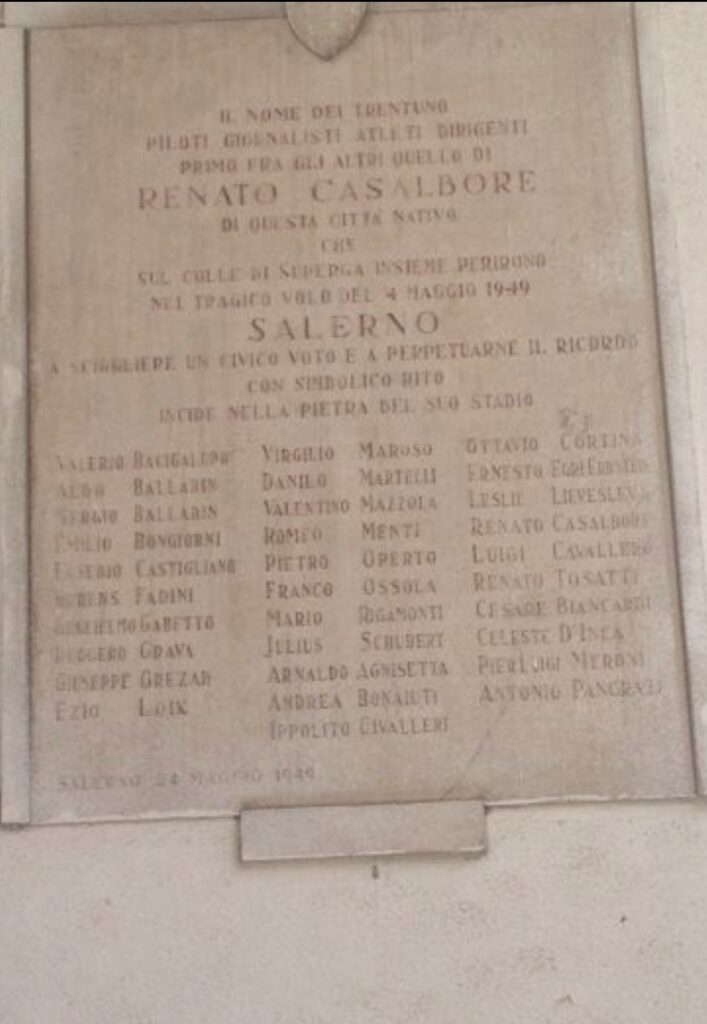 IL NOME DEI TRENTUNO
PILOTI GIORNALISTI ATLETI DIRIGENTI
PRIMO FRA GLI ALTRI QUELLO DI
RENATO CASALBORE
DI QUESTA CITTÀ NATIVO
CHE
SUL COLLE DI SUPERGA INSIEME PERIRONO
NEL TRAGICO VOLO DEL 4 MAGGIO 1949
SALERNO
A SCIOGLIERE UN CIVICO VOTO E A PERPETUARNE IL RICORDO
CON SIMBOLICO RITO
INCIDE NELLA PIETRA DEL SUO STADIO
VALERIO BACIGALUPO
ALDO BALLARIN
SERGIO BALLARIN
EMILIO BONGIORNI
EUSEBIO CASTIGLIANO
RUBENS FADINI
GUGLIELMO GABETTO
RUGGERO GRAVA
GIUSEPPE GREZAR
EZIO LOIK
VIRGILIO MAROSO
DANILO MARTELLI
VALENTINO MAZZOLA
ROMEO MENTI
PIETRO OPERTO
FRANCO OSSOLA
MARIO RIGAMONTI
JULIUS SCHUBERT
ARNALDO AGNISETTA
ANDREA BONAIUTI
IPPOLITO CIVALLERI
OTTAVIO CORTINA
ERNESTO EGRI ERBSTEIN
LESLIE LIEVESLEY
RENATO CASALBORE
LUIGI CAVALLERO
RENATO TOSATTI
CESARE BIANCARDI
CELESTE D'INCA
PIERLUIGI MERONI
ANTONIO PANGRAZI
SALERNO 24 MAGGIO 1949